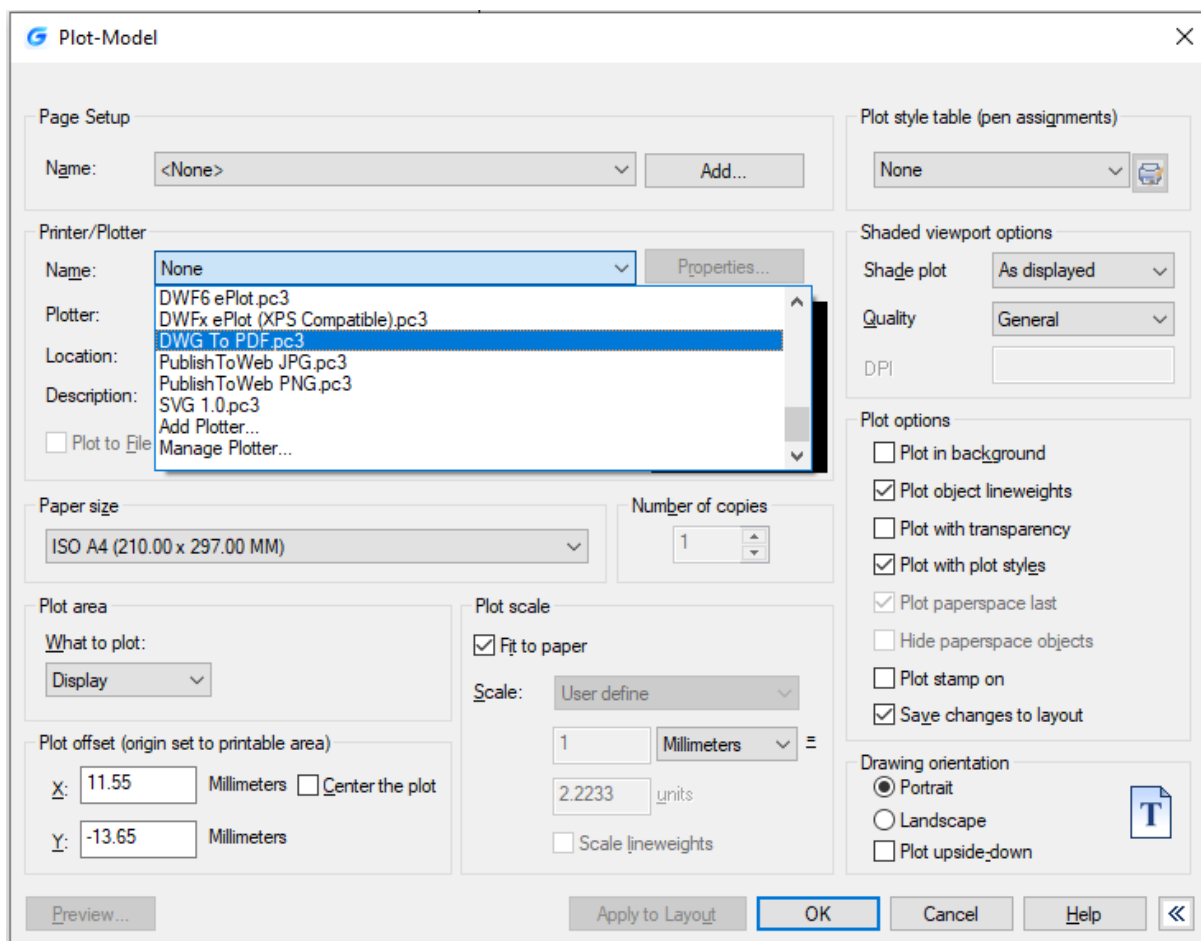 Plot-Model
Page Setup
Name: <None> Add...
Plot style table (pen assignments)
None
Printer/Plotter
Name: None Properties...
DWF6 ePlot.pc3
DWFx ePlot (XPS Compatible).pc3
DWG To PDF.pc3
PublishToWeb JPG.pc3
PublishToWeb PNG.pc3
SVG 1.0.pc3
Add Plotter...
Manage Plotter...
Plotter:
Location:
Description:
Plot to File
Shaded viewport options
Shade plot As displayed
Quality General
DPI
Paper size
ISO A4 (210.00 x 297.00 MM)
Number of copies
1
Plot options
Plot in background
Plot object lineweights
Plot with transparency
Plot with plot styles
Plot paperspace last
Hide paperspace objects
Plot stamp on
Save changes to layout
Plot area
What to plot:
Display
Plot scale
Fit to paper
Scale: User define
1 Millimeters =
2.2233 units
Scale lineweights
Plot offset (origin set to printable area)
X: 11.55 Millimeters Center the plot
Y: -13.65 Millimeters
Drawing orientation
Portrait
Landscape
Plot upside-down
T
Preview... Apply to Layout OK Cancel Help